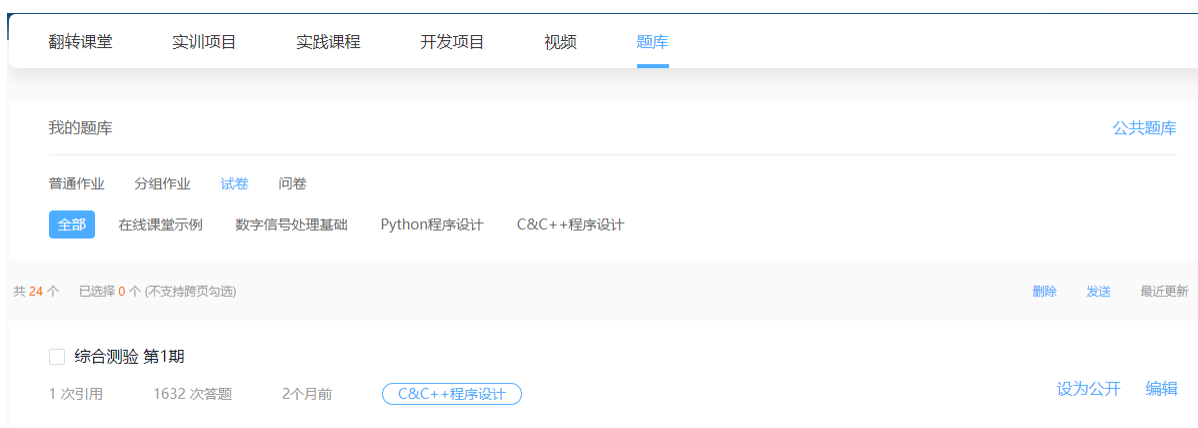 翻转课堂 实训项目 实践课程 开发项目 视频 题库
我的题库 公共题库
普通作业 分组作业 试卷 问卷
全部 在线课堂示例 数字信号处理基础 Python程序设计 C&C++程序设计
共 24 个 已选择 0 个 (不支持跨页勾选) 删除 发送 最近更新
综合测验 第1期
1 次引用 1632 次答题 2个月前 C&C++程序设计 设为公开 编辑